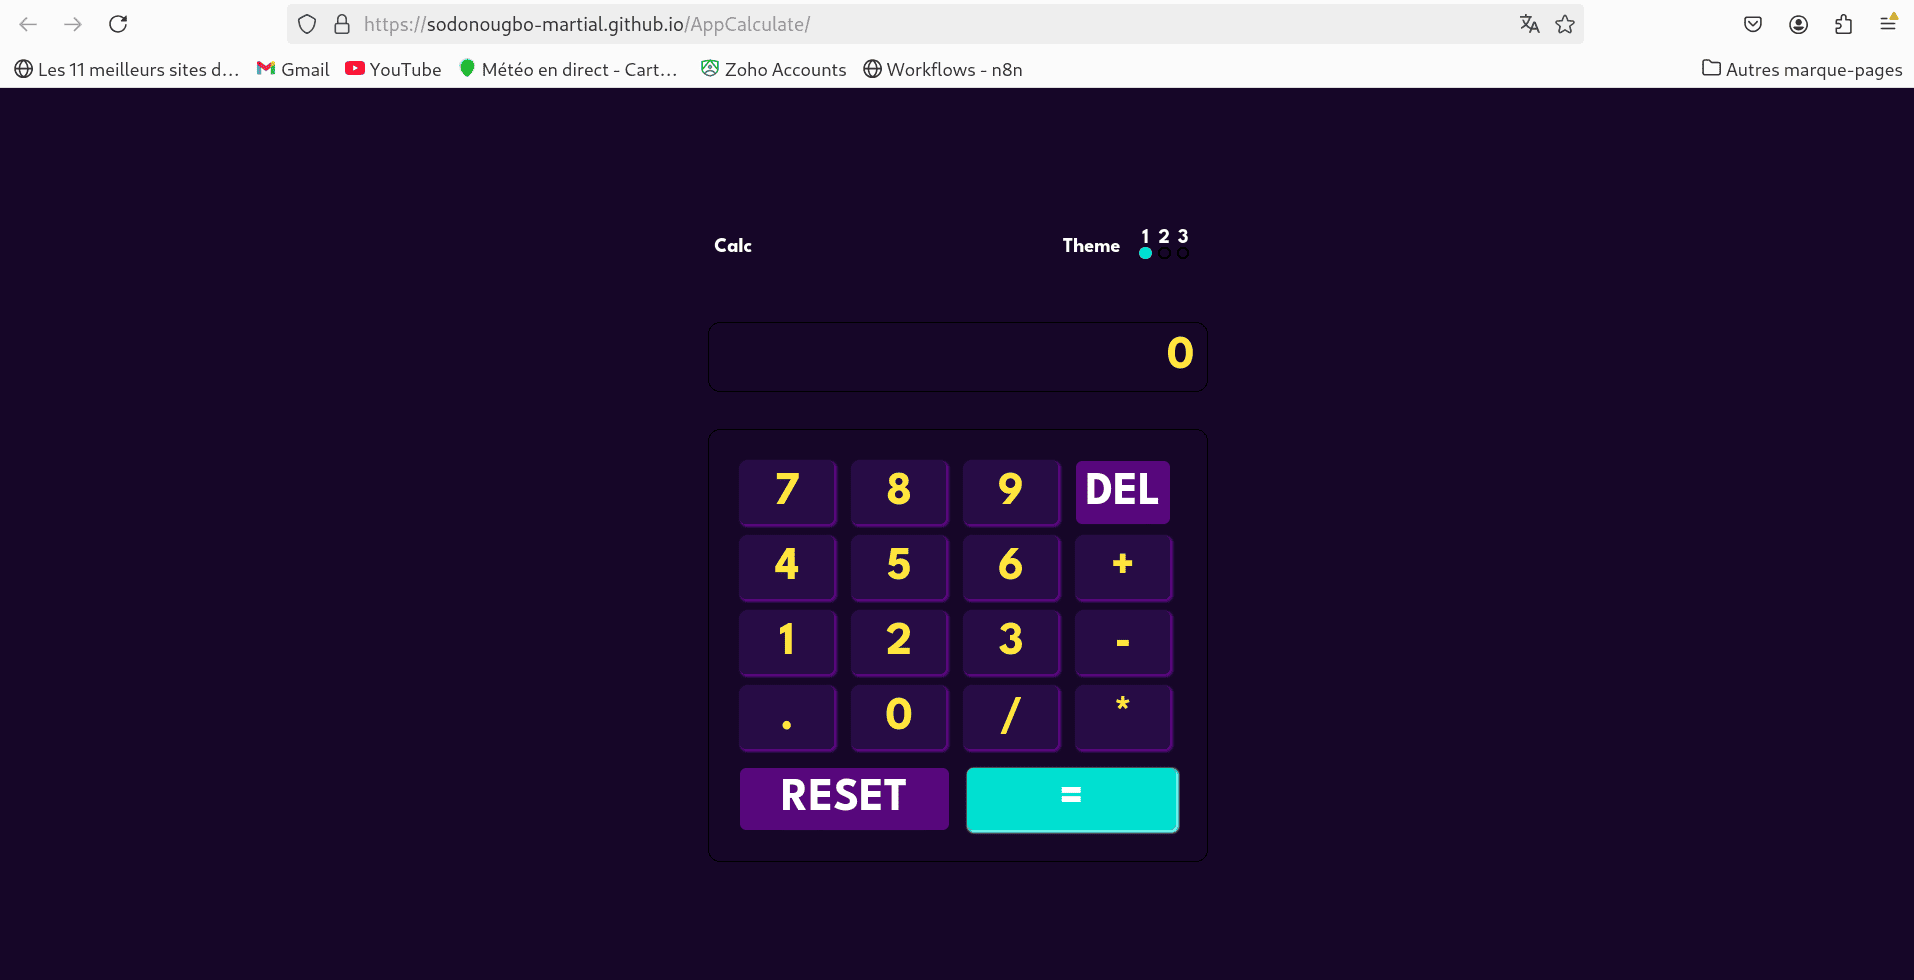 https://sodonougbo-martial.github.io/AppCalculate/
Les 11 meilleurs sites d… Gmail YouTube Météo en direct - Cart… Zoho Accounts Workflows - n8n Autres marque-pages
Calc Theme 1 2 3
0
7 8 9 DEL
4 5 6 +
1 2 3 -
. 0 / *
RESET =